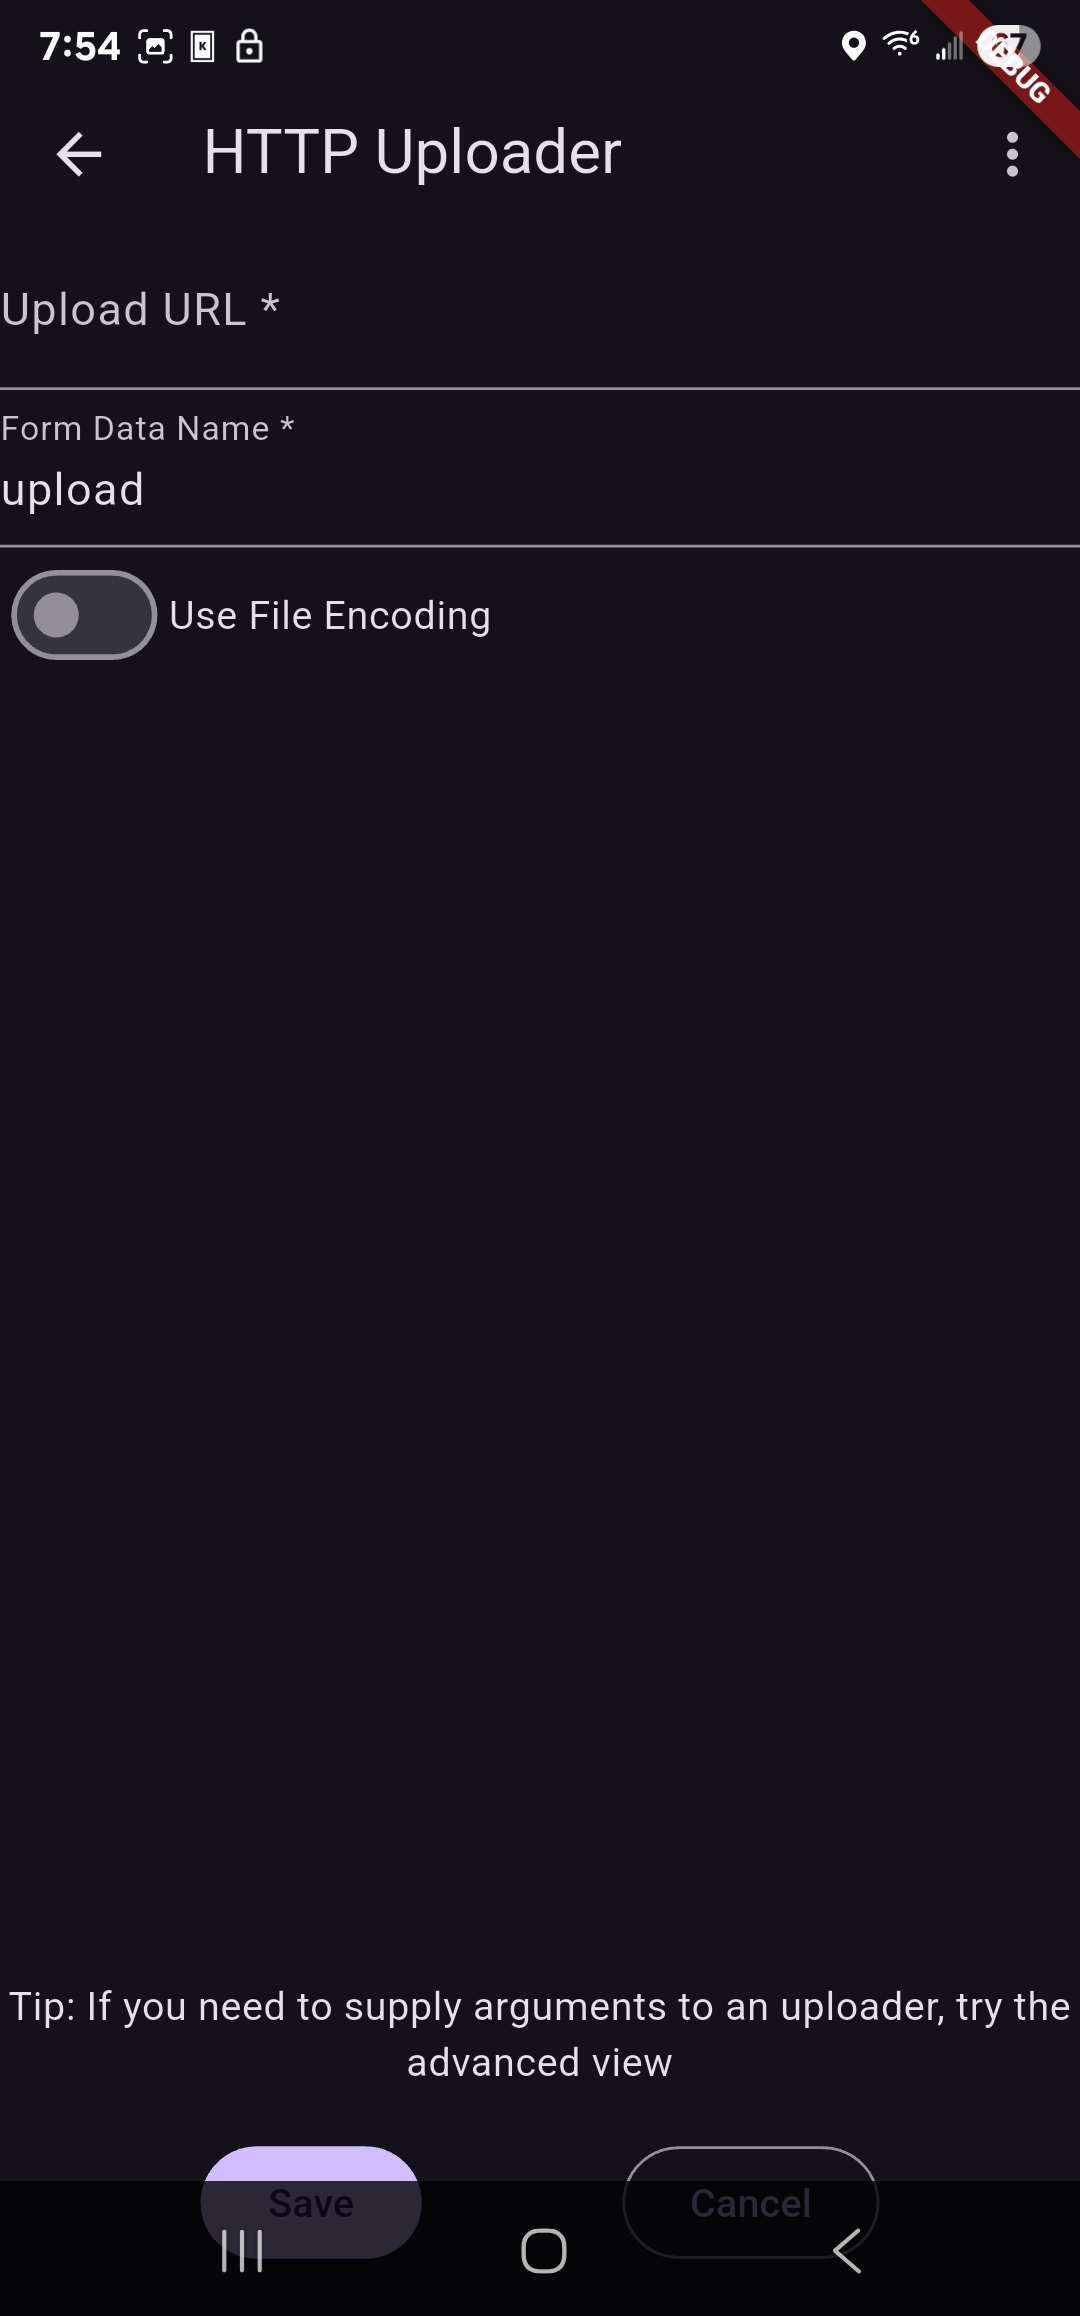 7:54
HTTP Uploader
Upload URL *
Form Data Name *
upload
Use File Encoding
Tip: If you need to supply arguments to an uploader, try the
advanced view
Save
Cancel